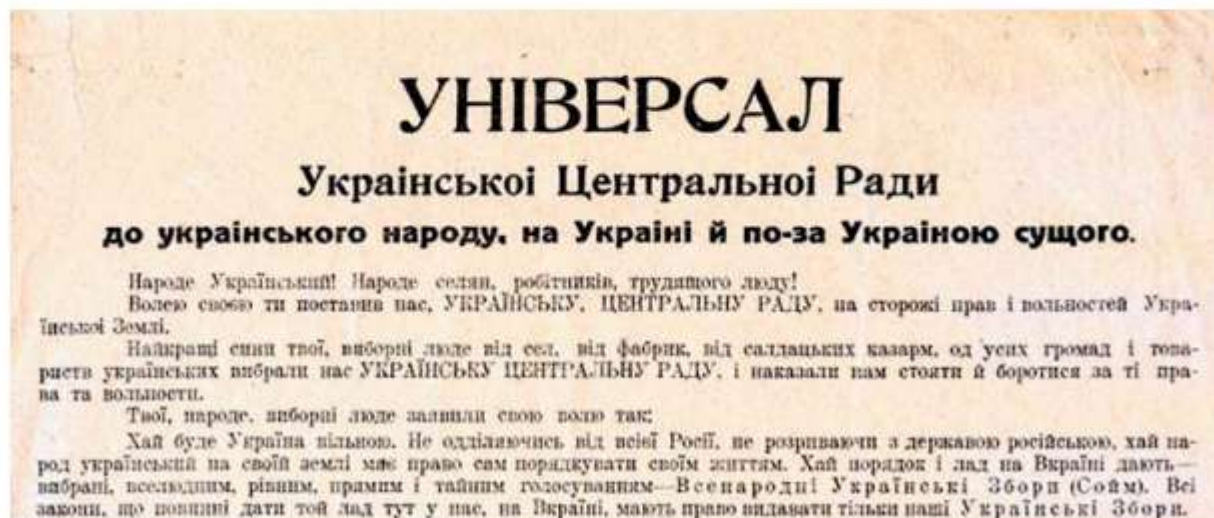 УНІВЕРСАЛ
Украінськоі Центральноі Ради
до украінського народу, на Украіні й по-за Украіною сущого.
Народе Український! Народе селян, робітників, трудящого люду!
Волею своєю ти поставив нас, УКРАЇНСЬКУ, ЦЕНТРАЛЬНУ РАДУ, на сторожі прав і вольностей Укра-
їнської Землі.
Найкращі сини твої, виборні люде від сел, від фабрик, від салдацьких казарм, од усіх громад і това-
риств українських вибрали нас УКРАЇНСЬКУ ЦЕНТРАЛЬНУ РАДУ, і наказали нам стояти й боротися за ті пра-
ва та вольности.
Твої, народе, виборні люде заявили свою волю так:
Хай буде Україна вільною. Не одділяючись від всієї Росії, не розриваючи з державою російською, хай на-
род український на своїй землі має право сам порядкувати своїм життям. Хай порядок і лад на Вкраїні дають—
вибрані, вселюдним, рівним, прямим і тайним голосуванням—Всенародні Українські Збори (Сойм). Всі
закони, що повинні дати той лад тут у нас, на Вкраїні, мають право видавати тільки наші Українські Збори.